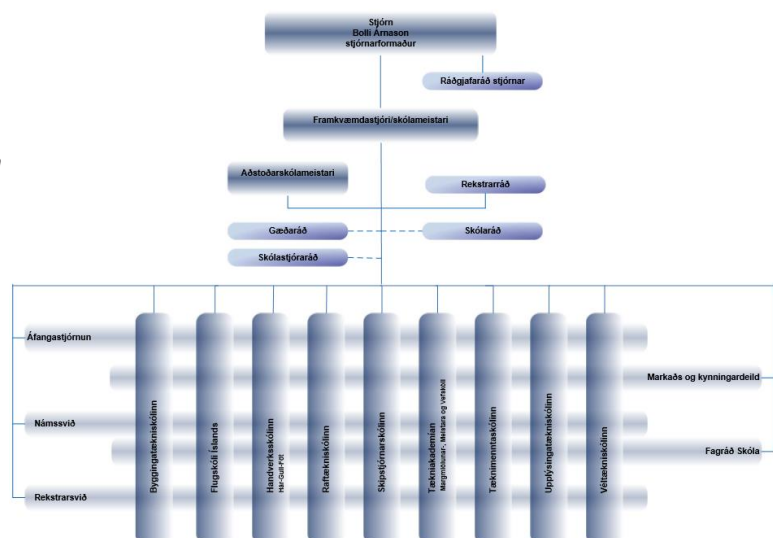 Stjórn
Bolli Árnason
stjórnarformaður
Ráðgjafaráð stjórnar
Framkvæmdastjóri/skólameistari
Aðstoðarskólameistari
Rekstrarráð
Gæðaráð
Skólaráð
Skólastjóraráð
Áfangastjórnun
Markaðs og kynningardeild
Námssvið
Fagráð Skóla
Rekstrarsvið
Byggingatækniskólinn
Flugskóli Íslands
Handverksskólinn
Hár-Gull-Föt
Raftækniskólinn
Skipstjórnarskólinn
Tækniakademían
Margmiðlunar-, Meistara og Vefskóli
Tæknimenntaskólinn
Upplýsingatækniskólinn
Véltækniskólinn